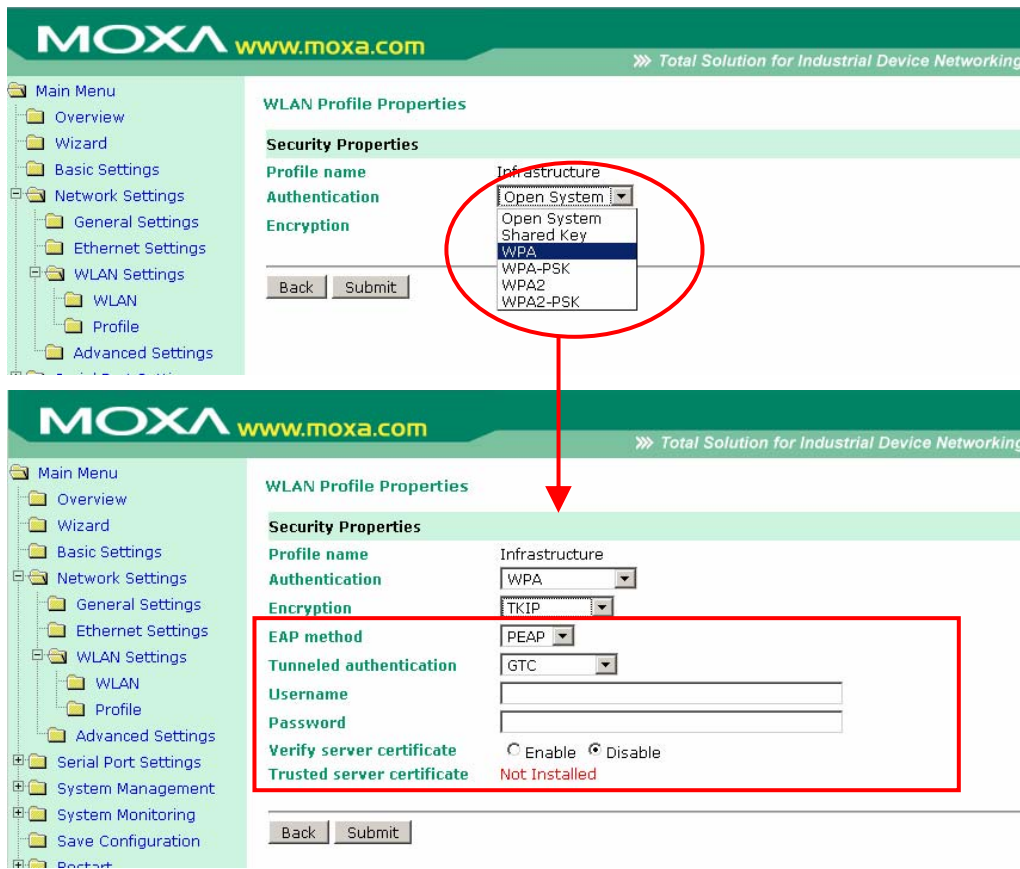 MOXA www.moxa.com
Total Solution for Industrial Device Networking
Main Menu
Overview
Wizard
Basic Settings
Network Settings
General Settings
Ethernet Settings
WLAN Settings
WLAN
Profile
Advanced Settings
WLAN Profile Properties
Security Properties
Profile name Infrastructure
Authentication Open System
Encryption
Open System
Shared Key
WPA
WPA-PSK
WPA2
WPA2-PSK
Back Submit
MOXA www.moxa.com
Total Solution for Industrial Device Networking
Main Menu
Overview
Wizard
Basic Settings
Network Settings
General Settings
Ethernet Settings
WLAN Settings
WLAN
Profile
Advanced Settings
Serial Port Settings
System Management
System Monitoring
Save Configuration
Restart
WLAN Profile Properties
Security Properties
Profile name Infrastructure
Authentication WPA
Encryption TKIP
EAP method PEAP
Tunneled authentication GTC
Username
Password
Verify server certificate Enable Disable
Trusted server certificate Not Installed
Back Submit